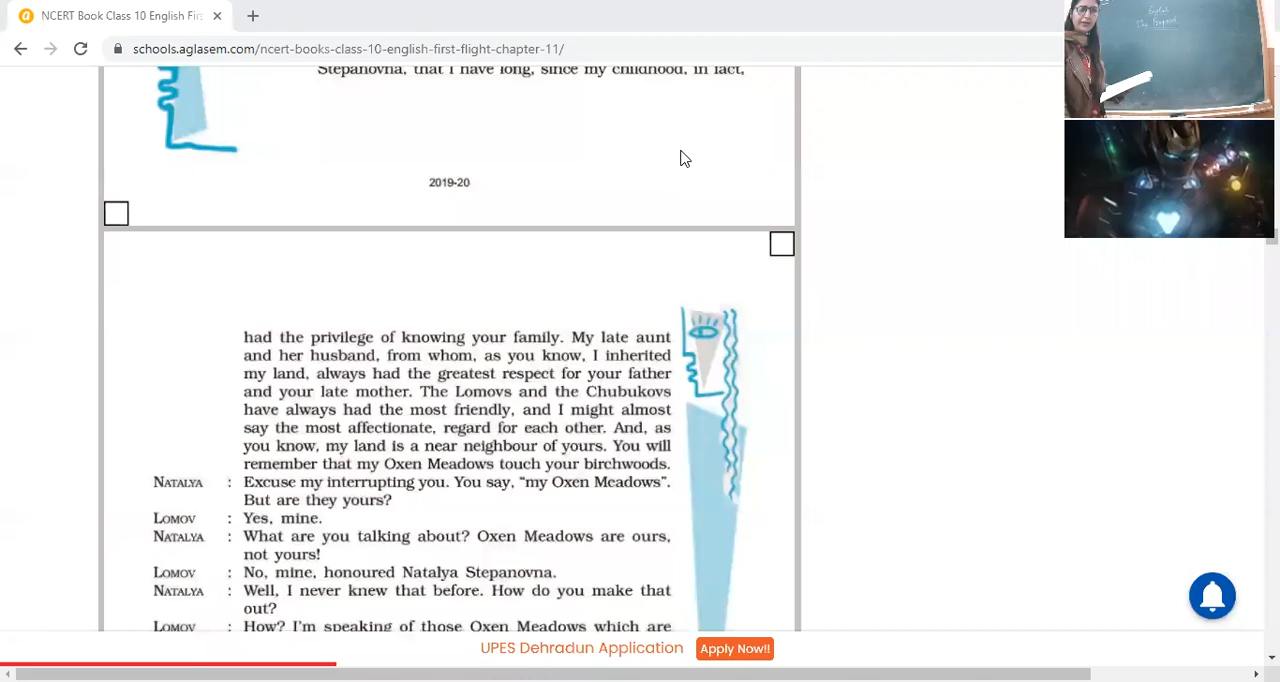 NCERT Book Class 10 English Firs
schools.aglasem.com/ncert-books-class-10-english-first-flight-chapter-11/
English
The Proposal
Stepanovna, that I have long, since my childhood, in fact,
2019-20
had the privilege of knowing your family. My late aunt
and her husband, from whom, as you know, I inherited
my land, always had the greatest respect for your father
and your late mother. The Lomovs and the Chubukovs
have always had the most friendly, and I might almost
say the most affectionate, regard for each other. And, as
you know, my land is a near neighbour of yours. You will
remember that my Oxen Meadows touch your birchwoods.
NATALYA : Excuse my interrupting you. You say, “my Oxen Meadows”.
But are they yours?
LOMOV : Yes, mine.
NATALYA : What are you talking about? Oxen Meadows are ours,
not yours!
LOMOV : No, mine, honoured Natalya Stepanovna.
NATALYA : Well, I never knew that before. How do you make that
out?
LOMOV : How? I'm speaking of those Oxen Meadows which are
UPES Dehradun Application Apply Now!!